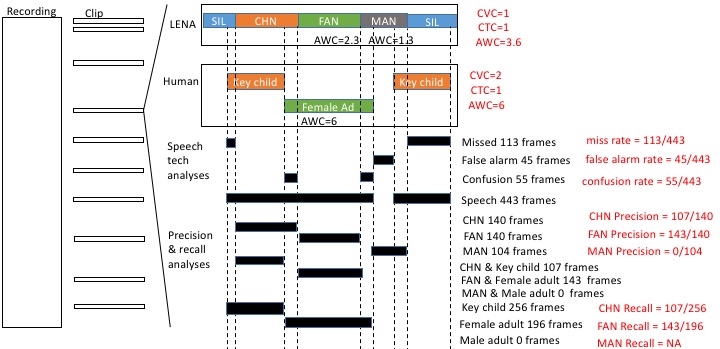 Recording
Clip
LENA
SIL CHN FAN MAN SIL
AWC=2.3 AWC=1.3
CVC=1
CTC=1
AWC=3.6
Human
Key child
Key child
Female Ad
AWC=6
CVC=2
CTC=1
AWC=6
Speech
tech
analyses
Missed 113 frames
miss rate = 113/443
False alarm 45 frames
false alarm rate = 45/443
Confusion 55 frames
confusion rate = 55/443
Speech 443 frames
Precision
& recall
analyses
CHN 140 frames
CHN Precision = 107/140
FAN 140 frames
FAN Precision = 143/140
MAN 104 frames
MAN Precision = 0/104
CHN & Key child 107 frames
FAN & Female adult 143 frames
MAN & Male adult 0 frames
Key child 256 frames
CHN Recall = 107/256
Female adult 196 frames
FAN Recall = 143/196
Male adult 0 frames
MAN Recall = NA